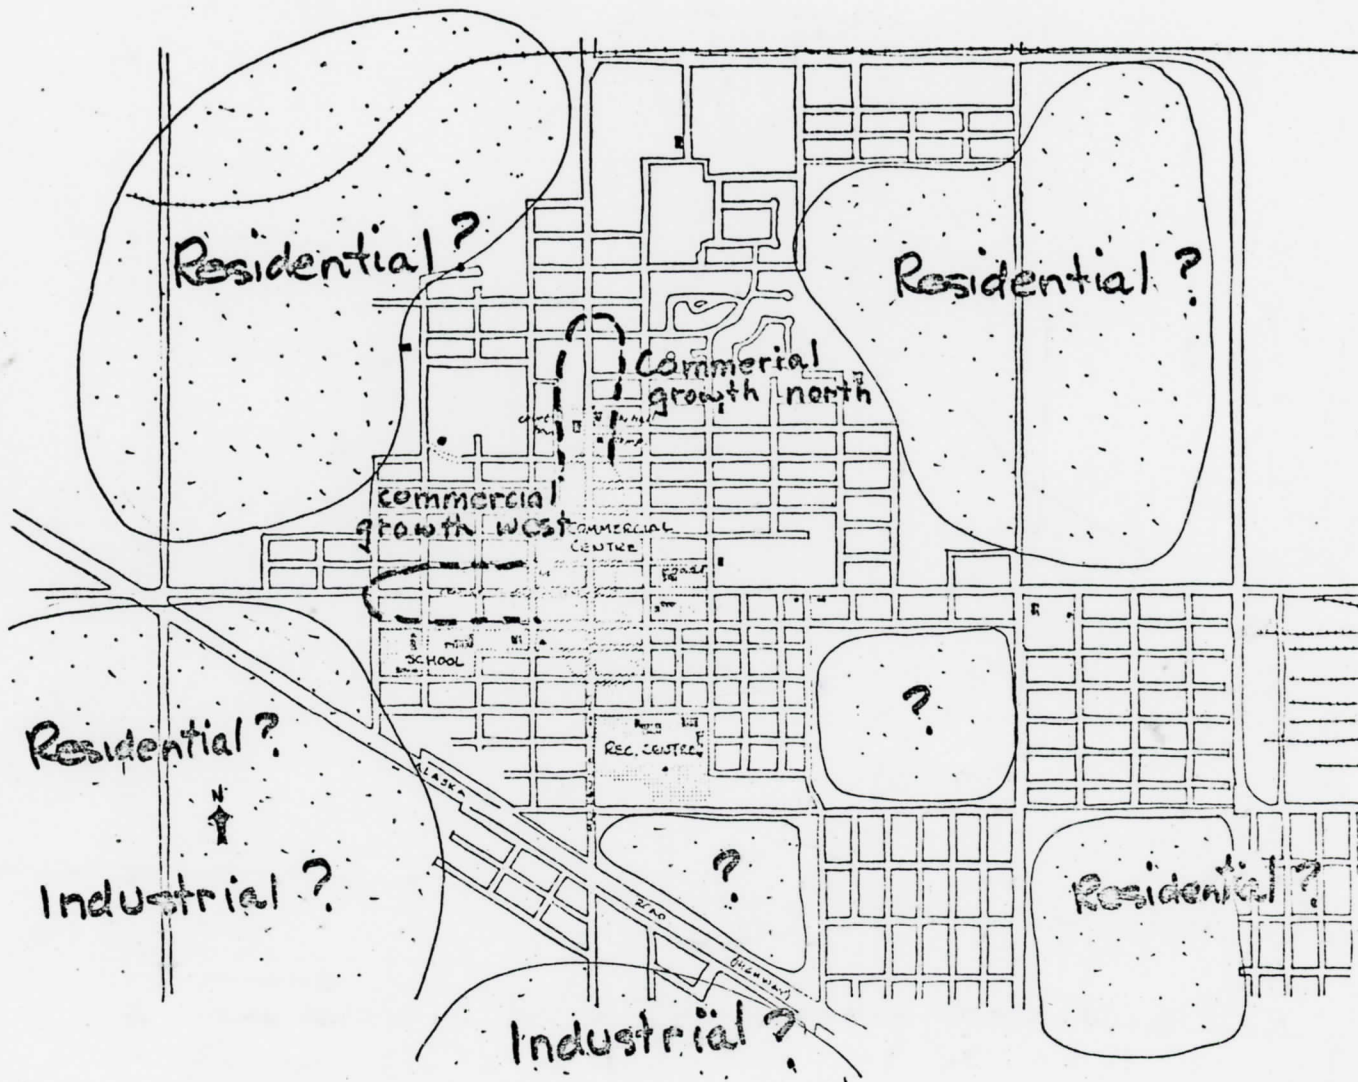 Residential ?
Residential ?
Commerial
growth north
commercial
growth west
COMMERCIAL
CENTRE
SCHOOL
?
Residential ?
REC. CENTRE
N
ALASKA
?
Residential ?
Industrial ?
ROAD
HIGHWAY
Industrial ?